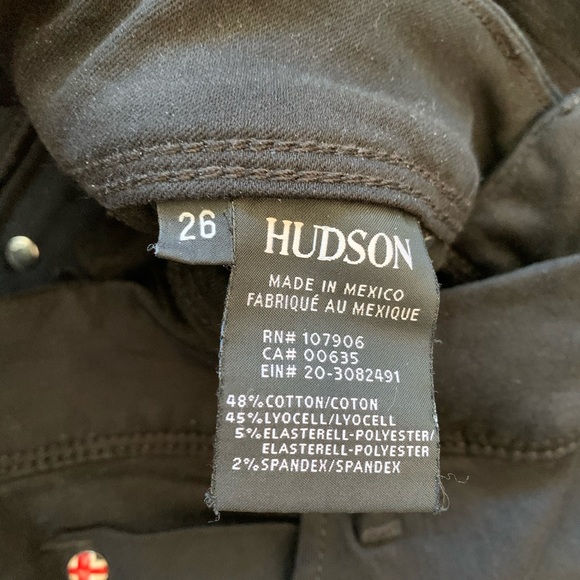 26
HUDSON
MADE IN MEXICO
FABRIQUÉ AU MEXIQUE
RN# 107906
CA# 00635
EIN# 20-3082491
48% COTTON/COTON
45% LYOCELL/LYOCELL
5% ELASTERELL-POLYESTER/
ELASTERELL-POLYESTER
2% SPANDEX/SPANDEX